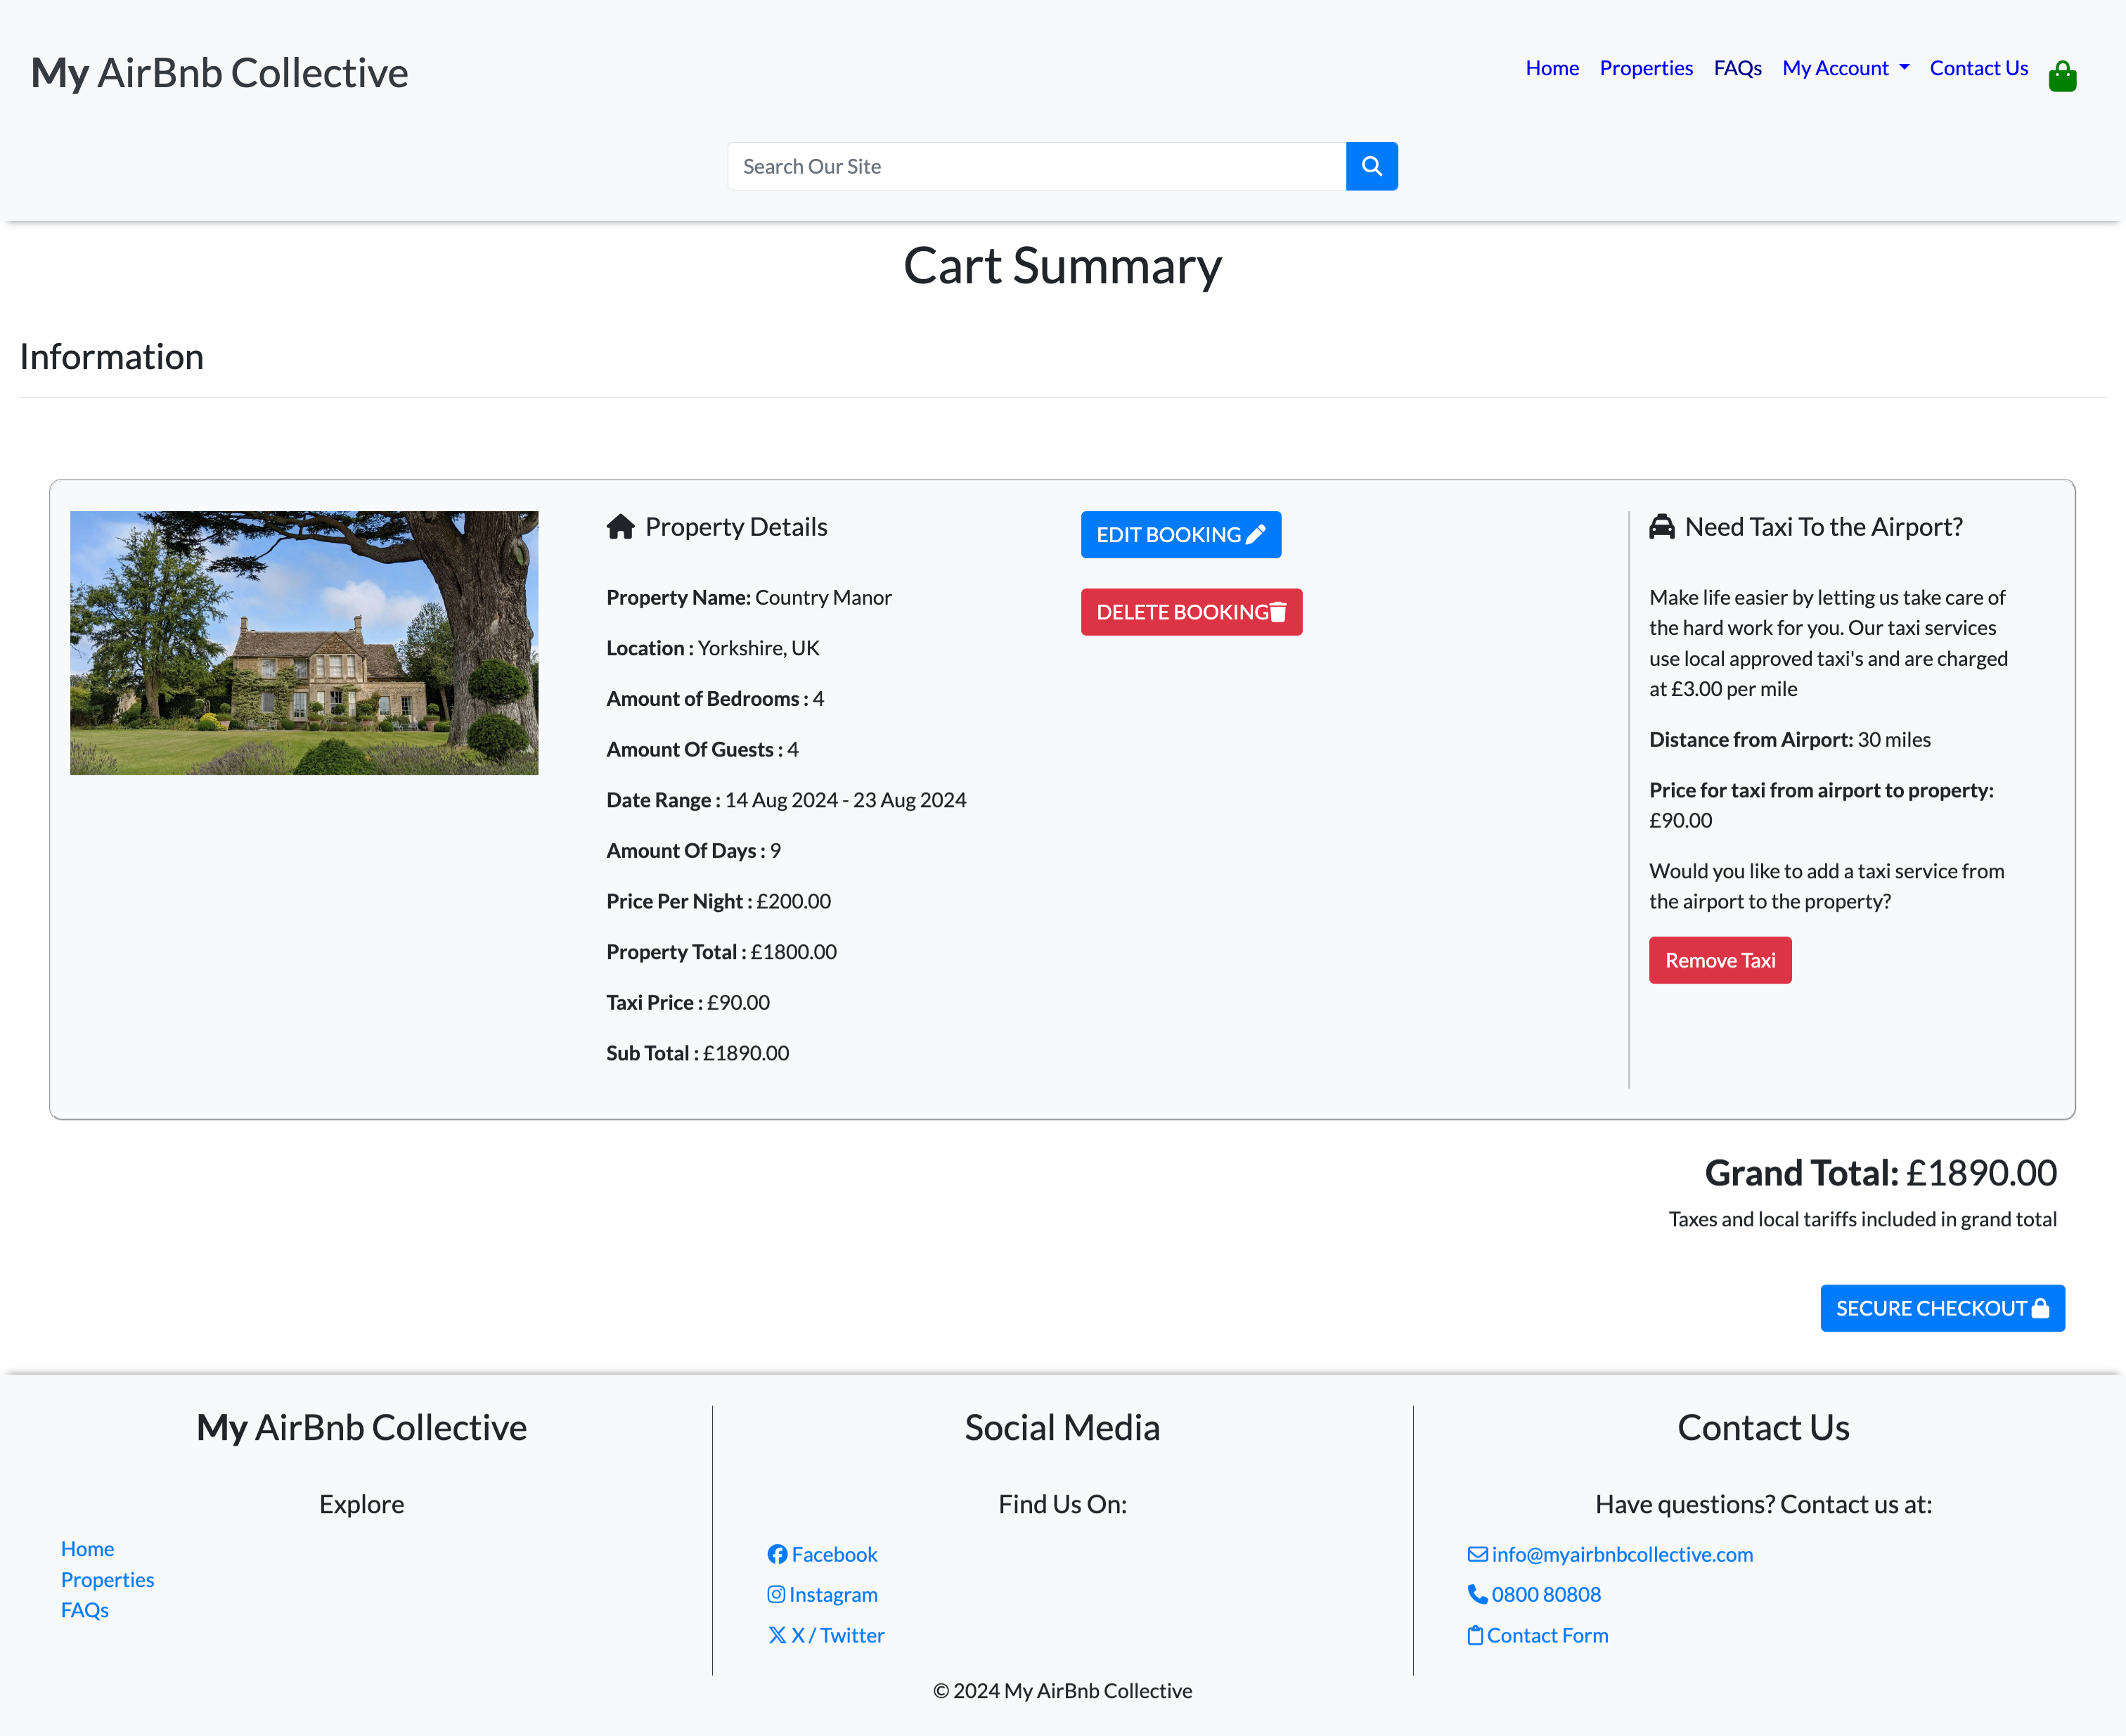 My AirBnb Collective
Home Properties FAQs My Account Contact Us
Search Our Site
Cart Summary
Information
Property Details
Property Name: Country Manor
Location : Yorkshire, UK
Amount of Bedrooms : 4
Amount Of Guests : 4
Date Range : 14 Aug 2024 - 23 Aug 2024
Amount Of Days : 9
Price Per Night : £200.00
Property Total : £1800.00
Taxi Price : £90.00
Sub Total : £1890.00
EDIT BOOKING
DELETE BOOKING
Need Taxi To the Airport?
Make life easier by letting us take care of
the hard work for you. Our taxi services
use local approved taxi's and are charged
at £3.00 per mile
Distance from Airport: 30 miles
Price for taxi from airport to property:
£90.00
Would you like to add a taxi service from
the airport to the property?
Remove Taxi
Grand Total: £1890.00
Taxes and local tariffs included in grand total
SECURE CHECKOUT
My AirBnb Collective
Explore
Home
Properties
FAQs
Social Media
Find Us On:
Facebook
Instagram
X / Twitter
Contact Us
Have questions? Contact us at:
info@myairbnbcollective.com
0800 80808
Contact Form
© 2024 My AirBnb Collective